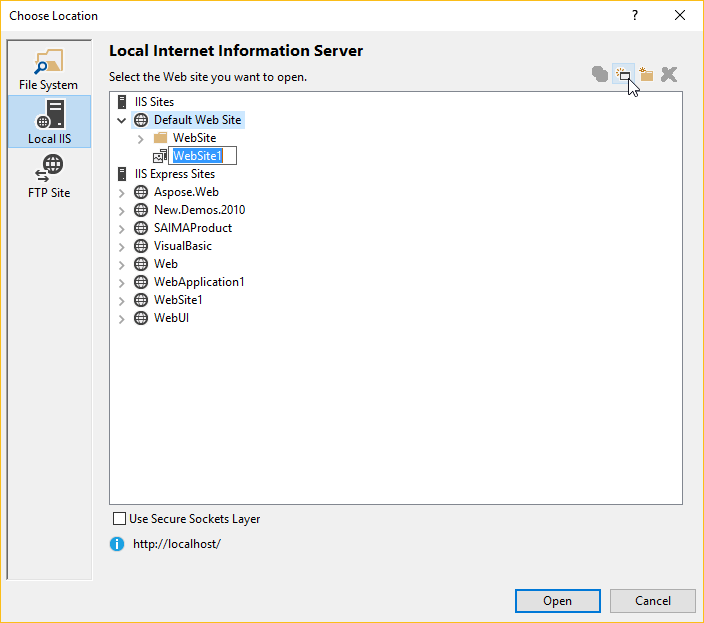 Choose Location
?
File System
Local IIS
FTP Site
Local Internet Information Server
Select the Web site you want to open.
IIS Sites
Default Web Site
WebSite
WebSite1
IIS Express Sites
Aspose.Web
New.Demos.2010
SAIMAProduct
VisualBasic
Web
WebApplication1
WebSite1
WebUI
Use Secure Sockets Layer
http://localhost/
Open
Cancel